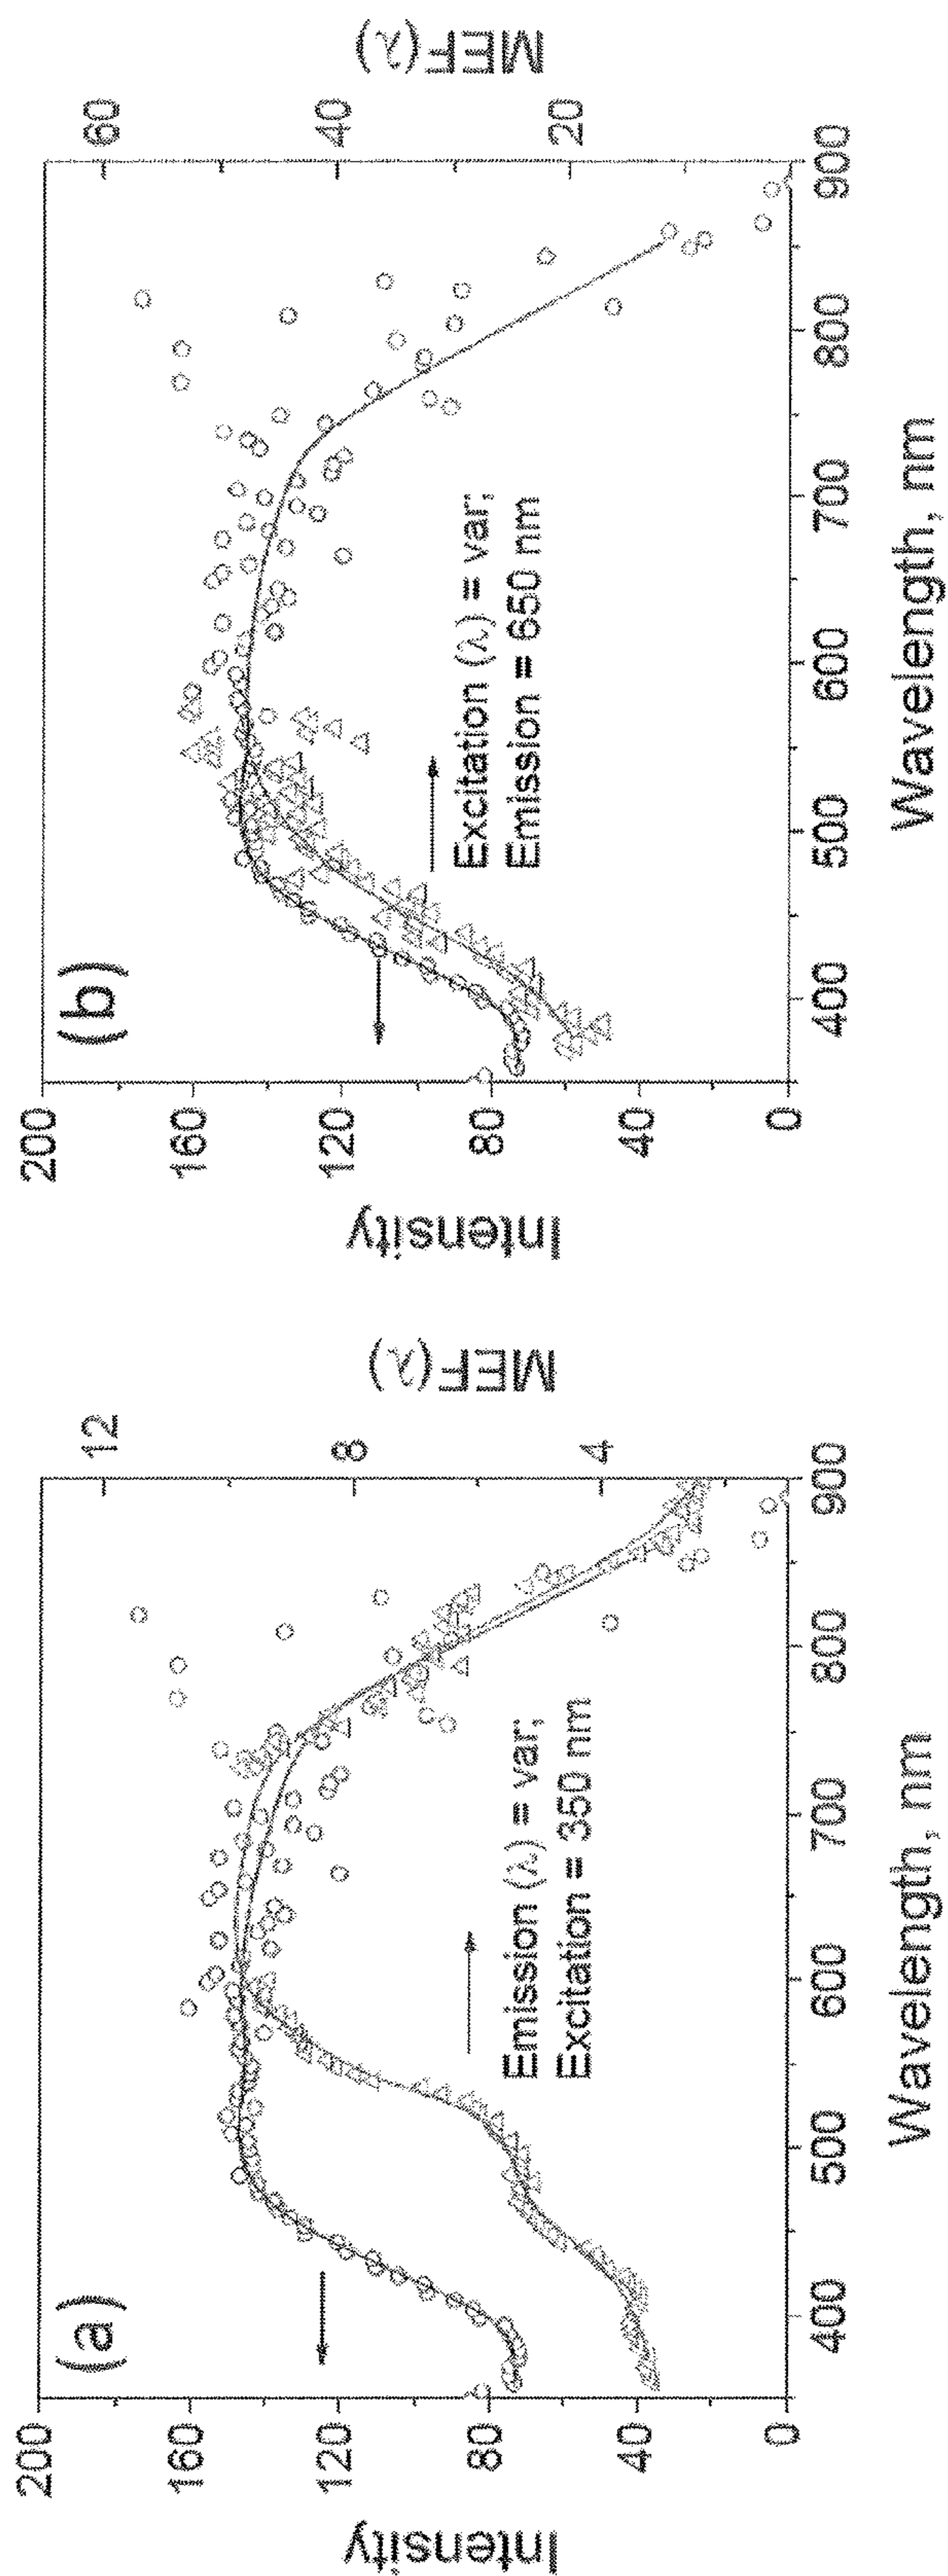 (a)
Intensity
200
160
120
80
40
0
400
500
600
700
800
900
Wavelength, nm
12
8
4
MEF(λ)
Emission (λ) = var;
Excitation = 350 nm
(b)
Intensity
200
160
120
80
40
0
400
500
600
700
800
900
Wavelength, nm
60
40
20
MEF(λ)
Excitation (λ) = var;
Emission = 650 nm